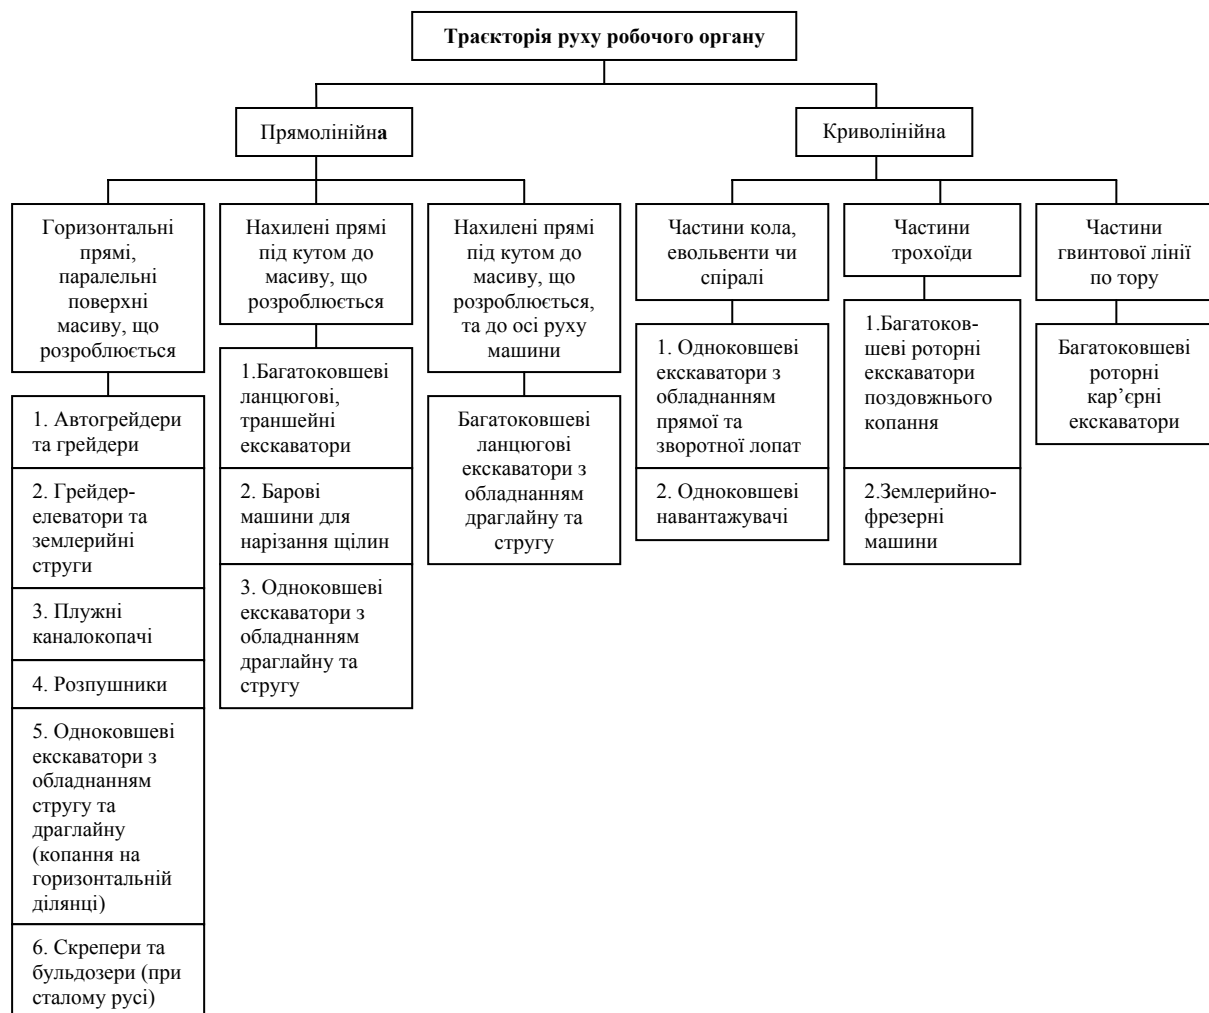 Траєкторія руху робочого органу
Прямолінійна
Криволінійна
Горизонтальні
прямі,
паралельні
поверхні
масиву, що
розроблюється
Нахилені прямі
під кутом до
масиву, що
розроблюється
Нахилені прямі
під кутом до
масиву, що
розроблюється,
та до осі руху
машини
Частини кола,
евольвенти чи
спіралі
Частини
трохоїди
Частини
гвинтової лінії
по тору
1. Автогрейдери
та грейдери
2. Грейдер-
елеватори та
землерийні
струги
3. Плужні
каналокопачі
4. Розпушники
5. Одноковшеві
екскаватори з
обладнанням
стругу та
драглайну
(копання на
горизонтальній
ділянці)
6. Скрепери та
бульдозери (при
сталому русі)
1.Багатоковшеві
ланцюгові,
траншейні
екскаватори
2. Барові
машини для
нарізання щілин
3. Одноковшеві
екскаватори з
обладнанням
драглайну та
стругу
Багатоковшеві
ланцюгові
екскаватори з
обладнанням
драглайну та
стругу
1. Одноковшеві
екскаватори з
обладнанням
прямої та
зворотної лопат
2. Одноковшеві
навантажувачі
1.Багатоков-
шеві роторні
екскаватори
поздовжнього
копання
2.Землерийно-
фрезерні
машини
Багатоковшеві
роторні
кар’єрні
екскаватори